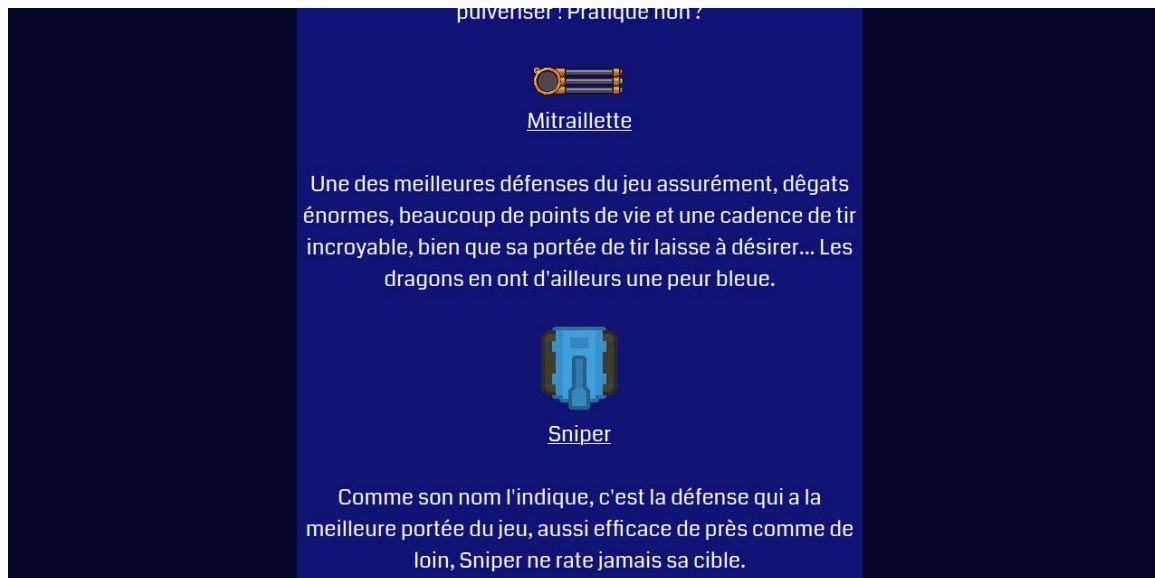 pulvériser ! Pratique non ?
Mitraillette
Une des meilleures défenses du jeu assurément, dêgats
énormes, beaucoup de points de vie et une cadence de tir
incroyable, bien que sa portée de tir laisse à désirer... Les
dragons en ont d'ailleurs une peur bleue.
Sniper
Comme son nom l'indique, c'est la défense qui a la
meilleure portée du jeu, aussi efficace de près comme de
loin, Sniper ne rate jamais sa cible.